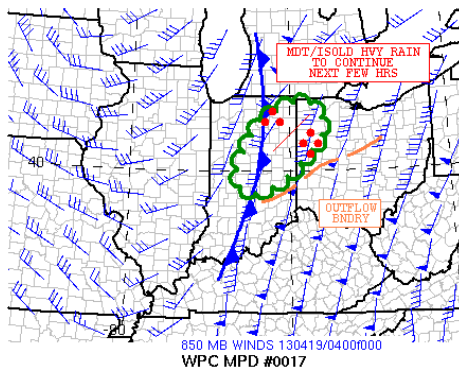 MDT/ISOLD HVY RAIN
TO CONTINUE
NEXT FEW HRS
40
OUTFLOW
BNDRY
90
850 MB WINDS 130419/0400f000
WPC MPD #0017